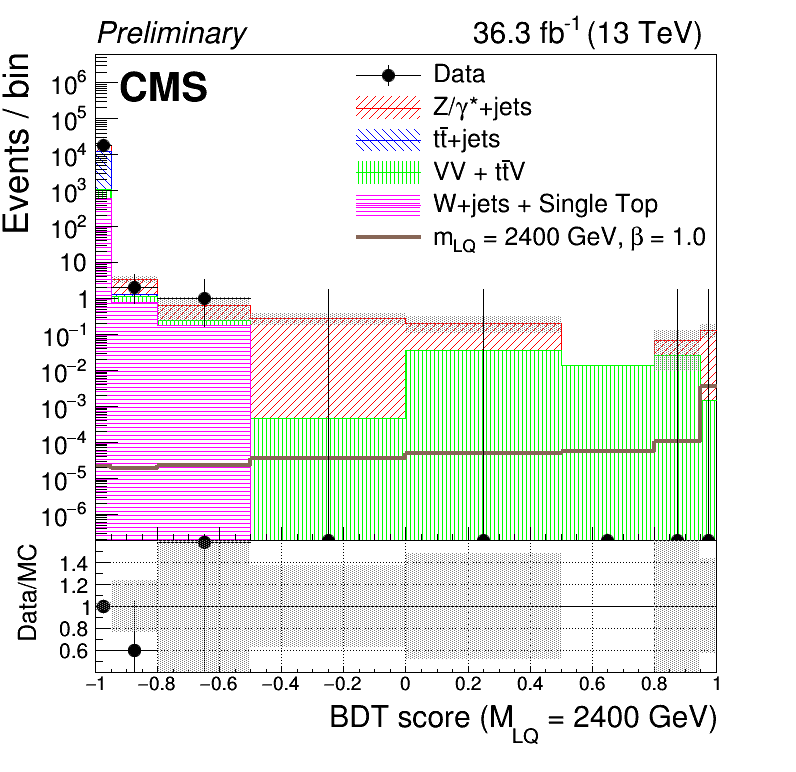 Preliminary 36.3 fb⁻¹ (13 TeV)
CMS
Events / bin
10⁶
10⁵
10⁴
10³
10²
10
1
10⁻¹
10⁻²
10⁻³
10⁻⁴
10⁻⁵
10⁻⁶
Data
Z/γ*+jets
tt̄+jets
VV + tt̄V
W+jets + Single Top
m_LQ = 2400 GeV, β = 1.0
Data/MC
1.4
1.2
1
0.8
0.6
−1 −0.8 −0.6 −0.4 −0.2 0 0.2 0.4 0.6 0.8 1
BDT score (M_LQ = 2400 GeV)